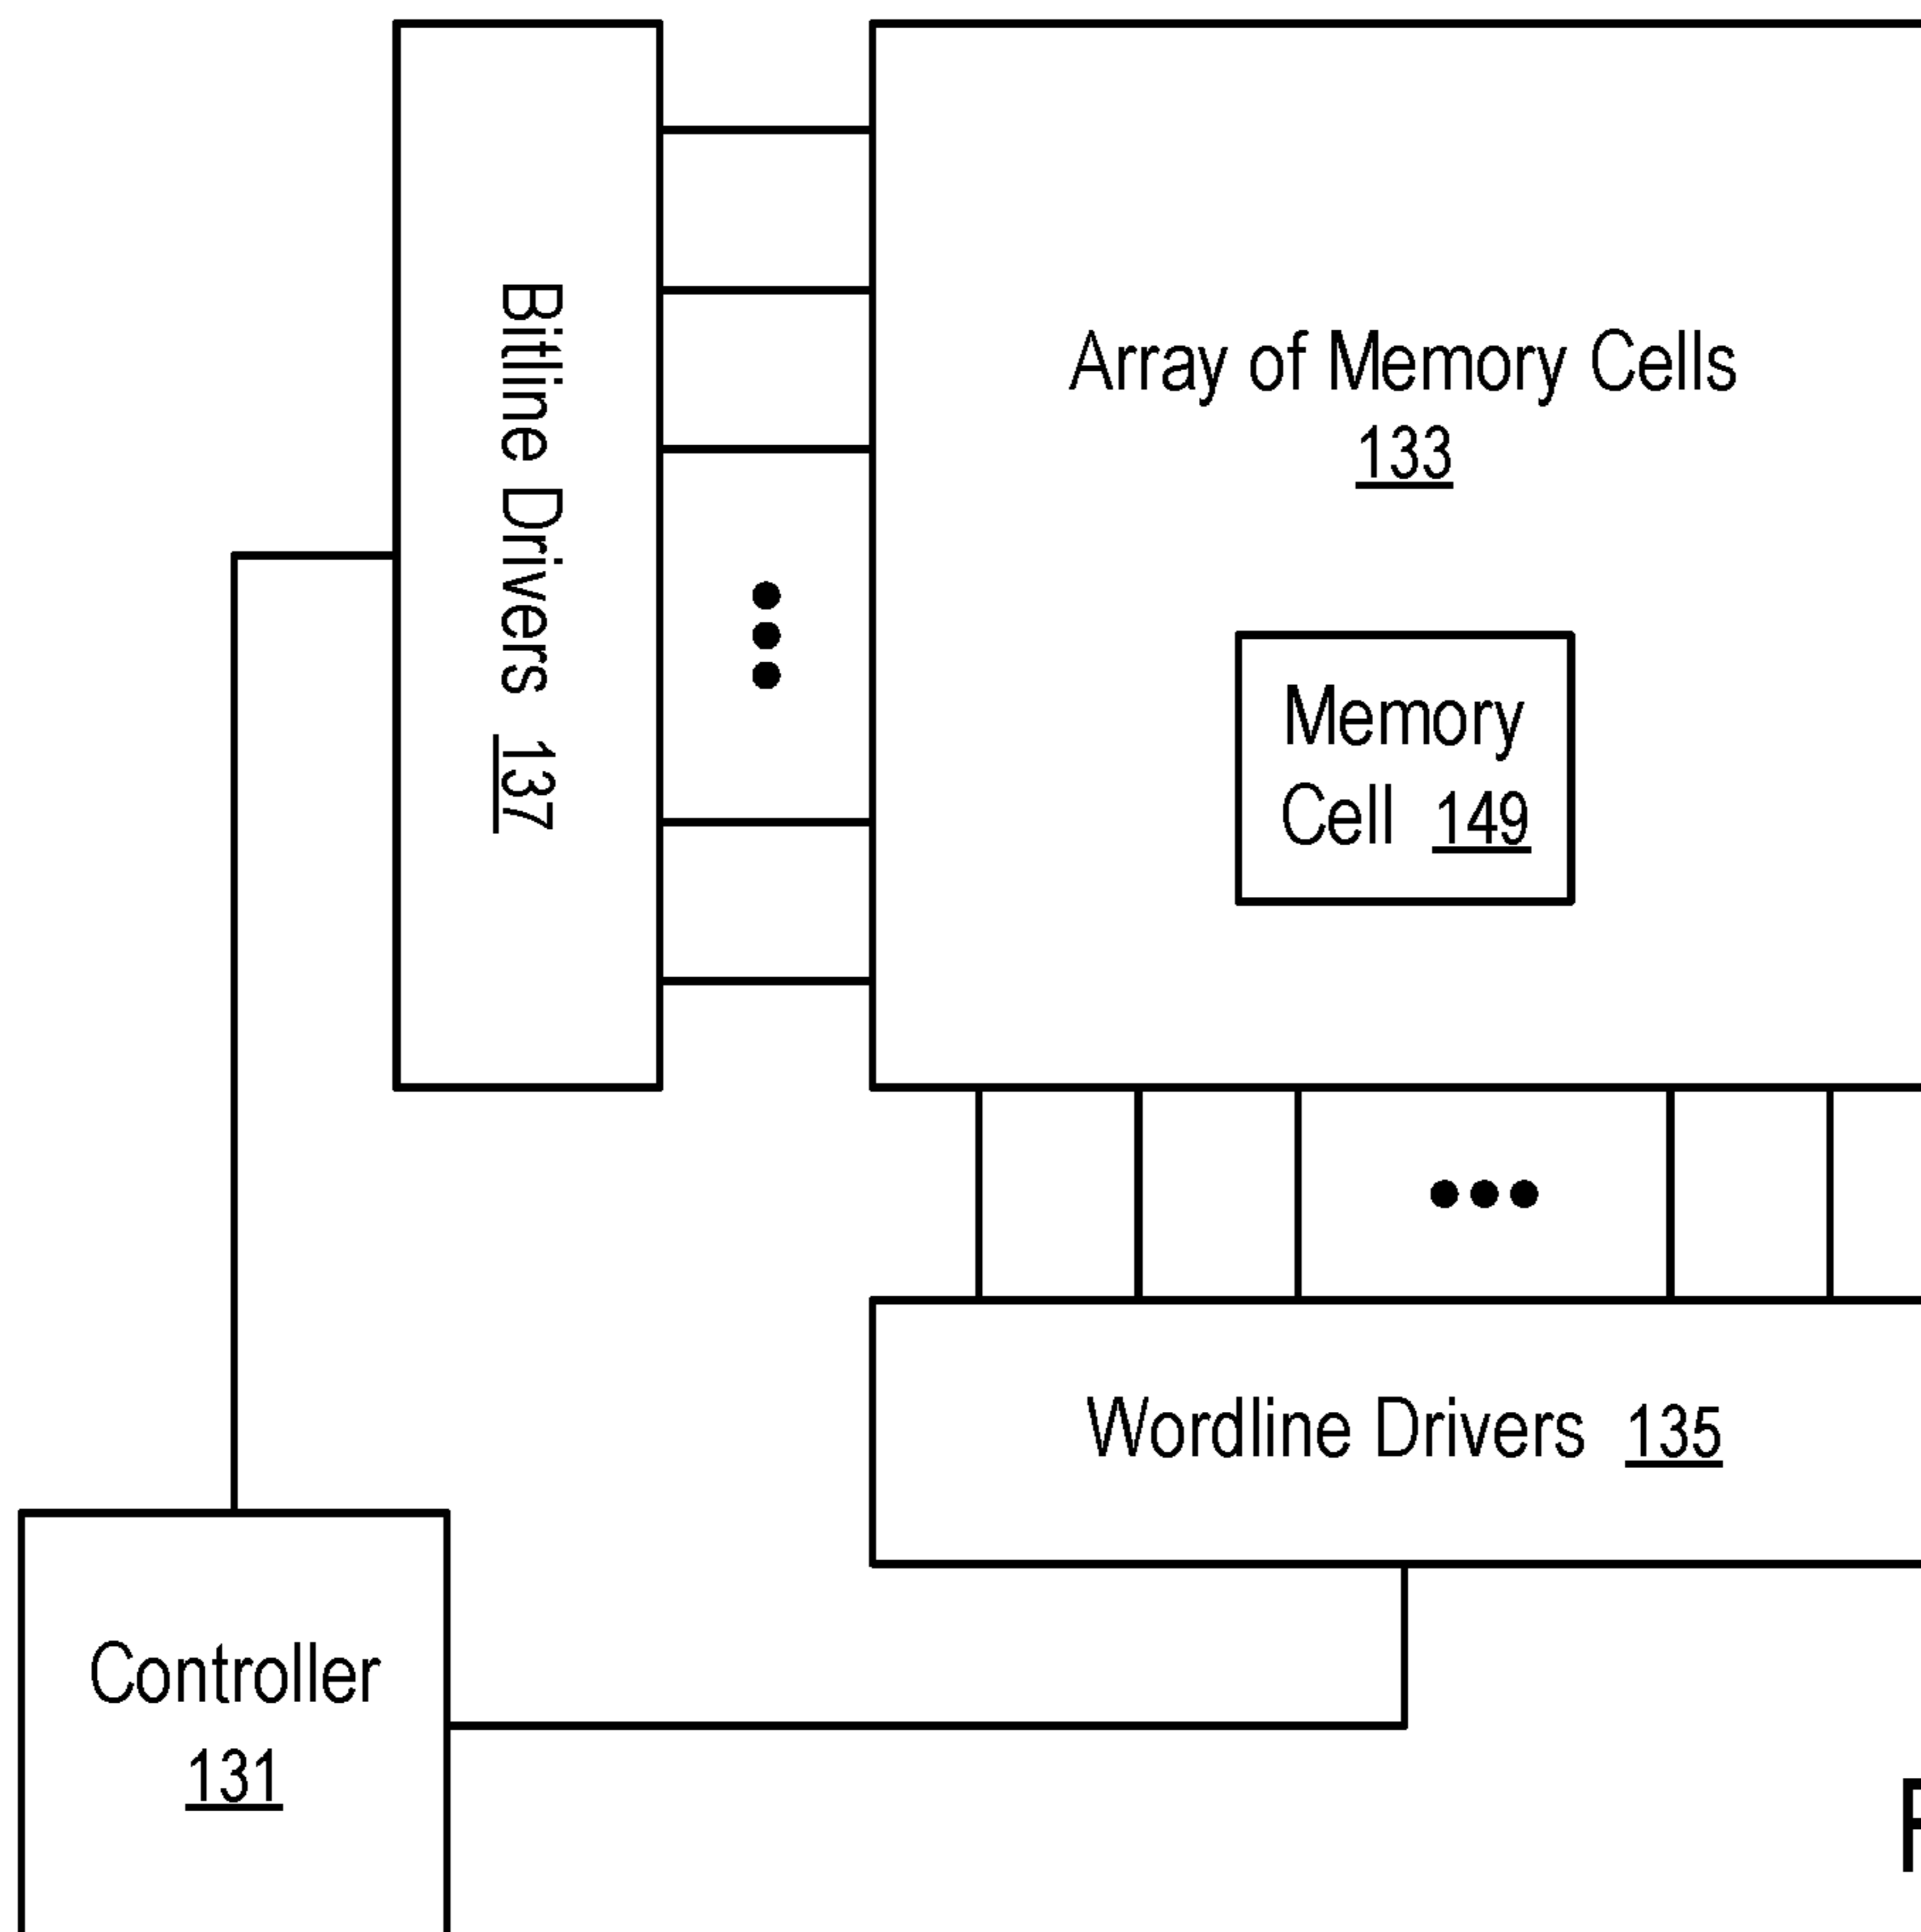 Bitline Drivers 137
Array of Memory Cells
133
Memory
Cell 149
Wordline Drivers 135
Controller
131